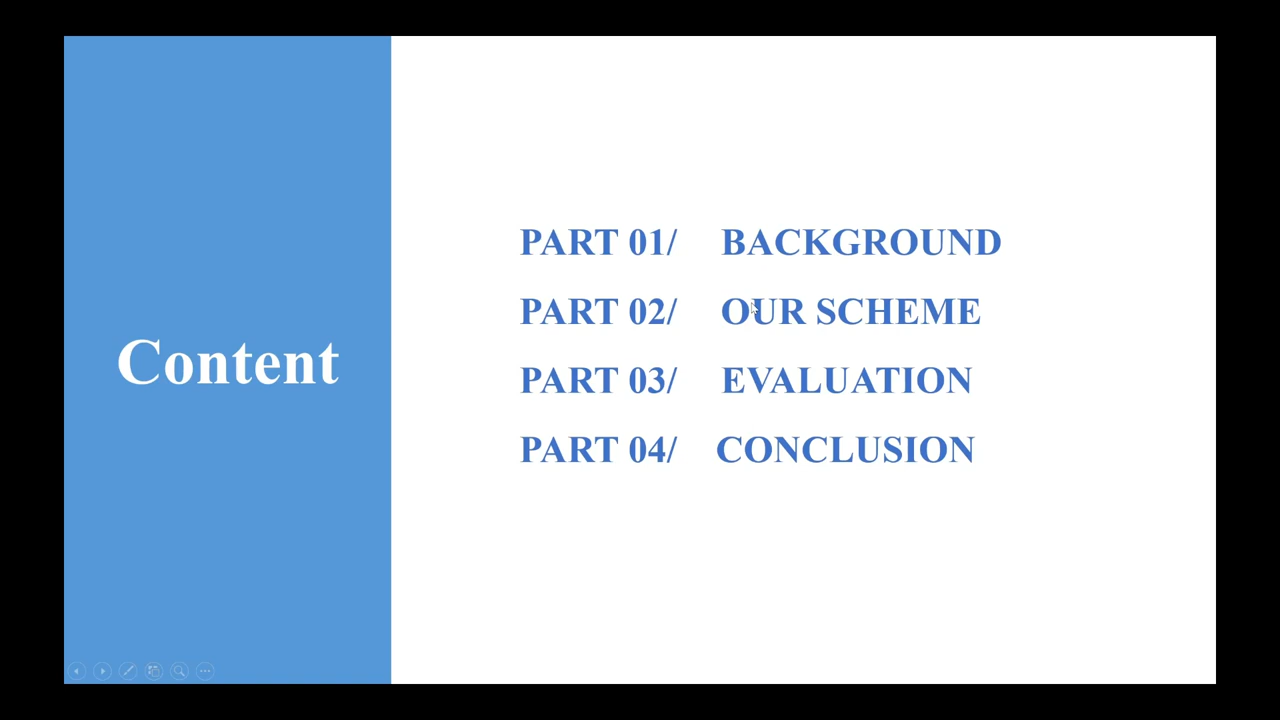 Content
PART 01/ BACKGROUND
PART 02/ OUR SCHEME
PART 03/ EVALUATION
PART 04/ CONCLUSION